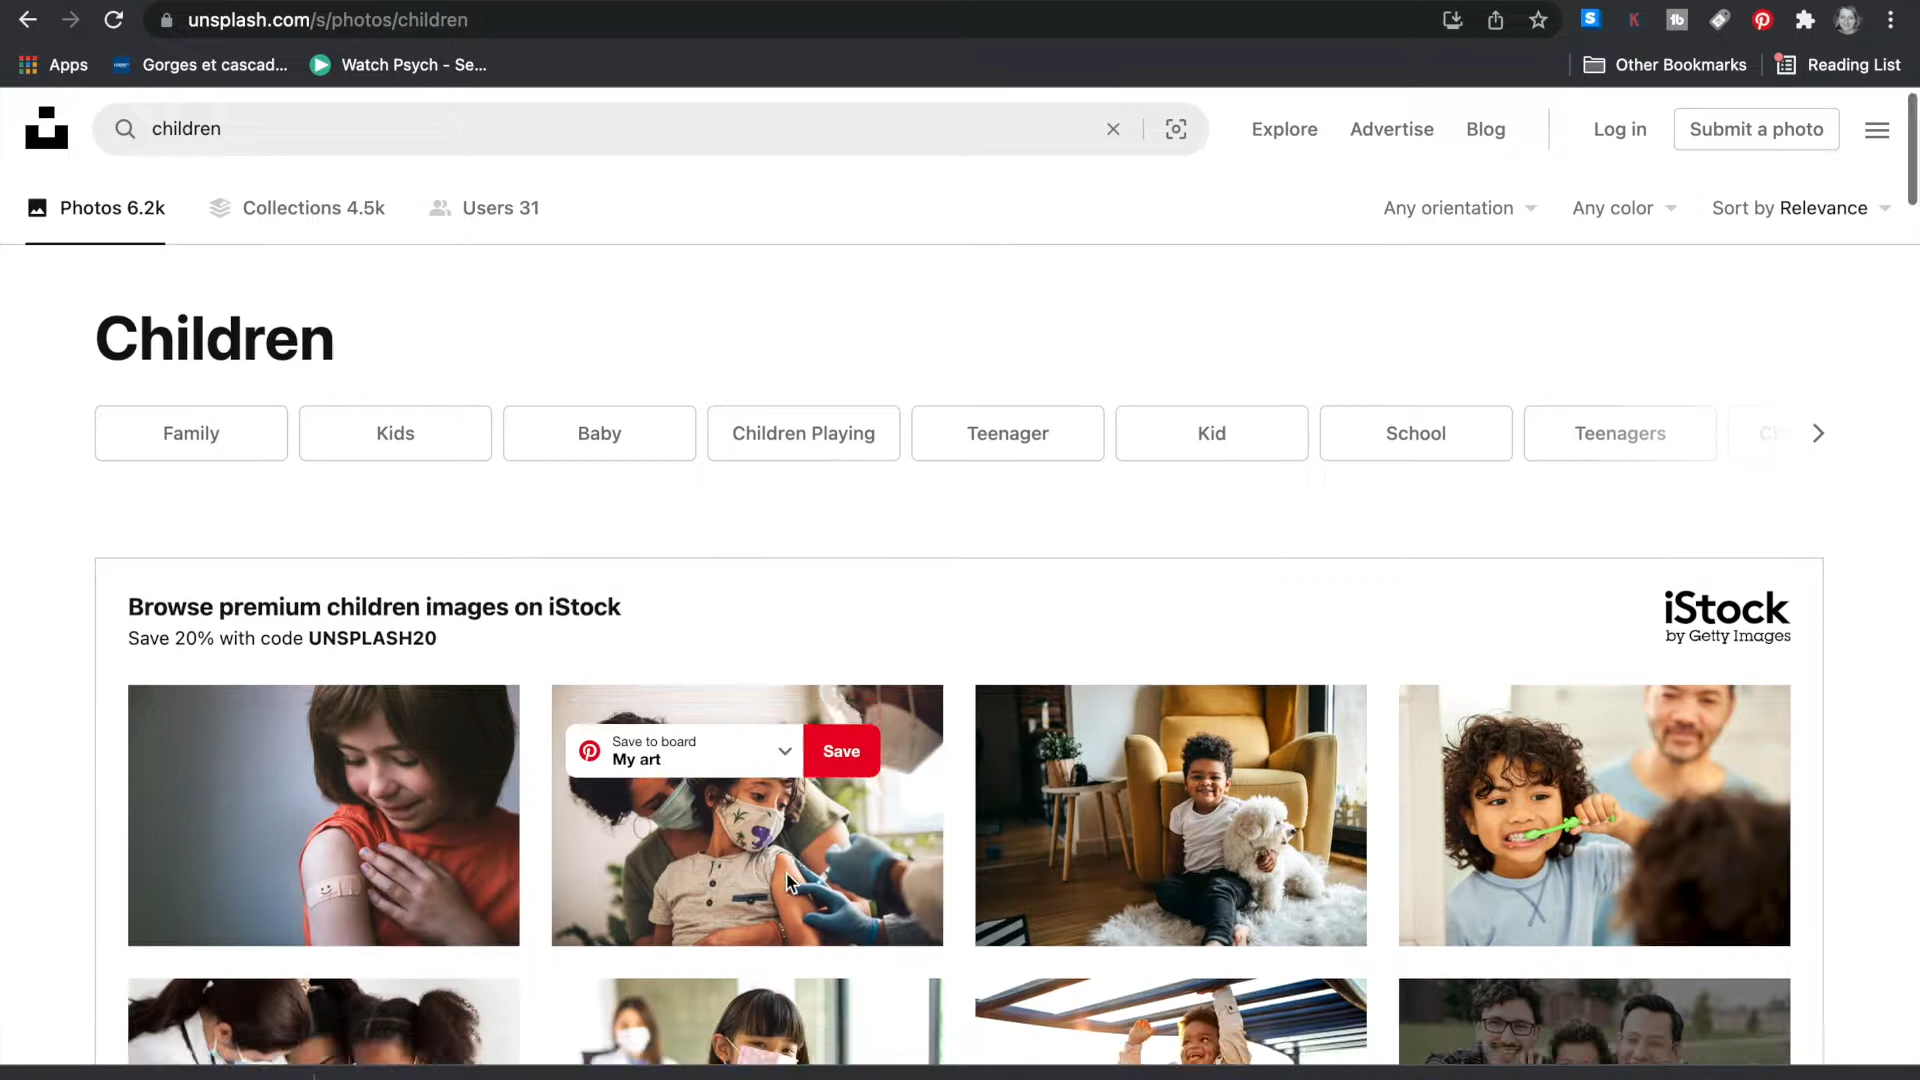 unsplash.com/s/photos/children
Apps
Gorges et cascad...
Watch Psych - Se...
Other Bookmarks
Reading List
children
Explore
Advertise
Blog
Log in
Submit a photo
Photos 6.2k
Collections 4.5k
Users 31
Any orientation
Any color
Sort by Relevance
Children
Family
Kids
Baby
Children Playing
Teenager
Kid
School
Teenagers
Browse premium children images on iStock
Save 20% with code UNSPLASH20
iStock
by Getty Images
Save to board
My art
Save